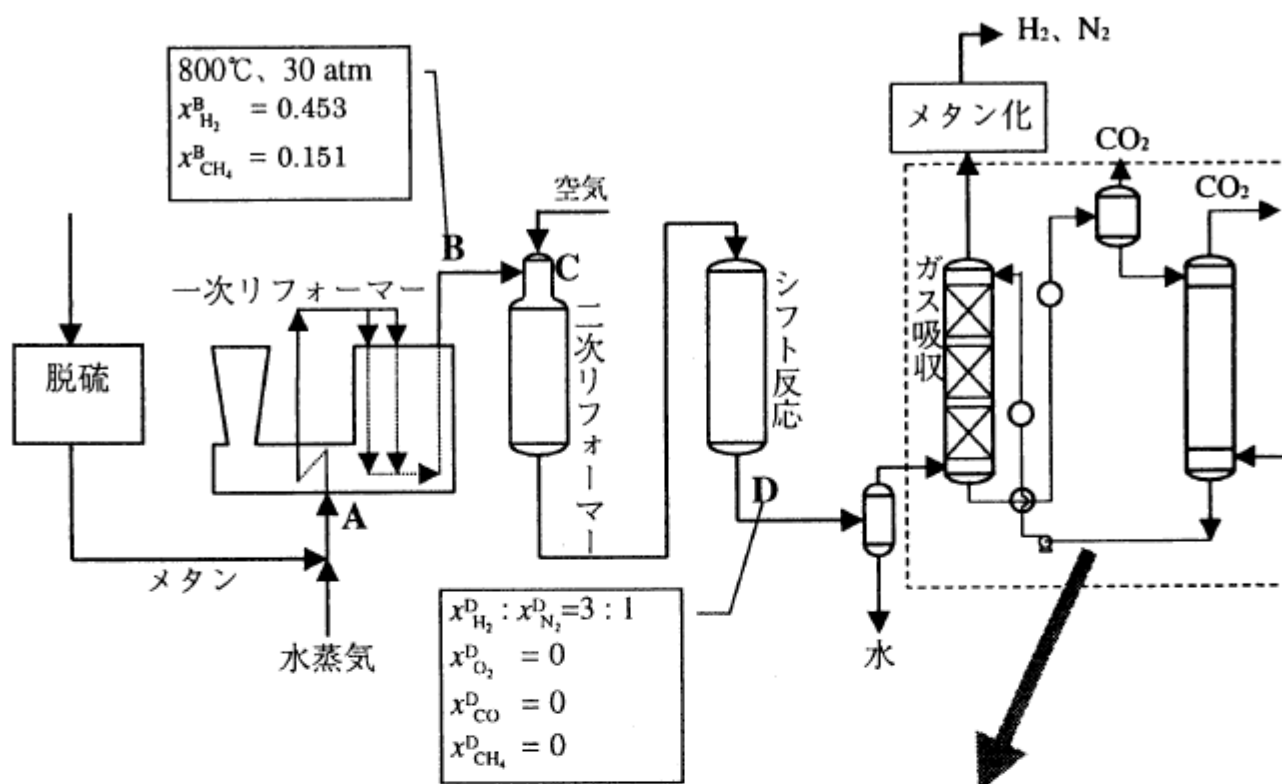 800℃、30 atm
x^B_H₂ = 0.453
x^B_CH₄ = 0.151
H₂、N₂
メタン化
CO₂
CO₂
空気
B
C
一次リフォーマー
二次リフォーマー
シフト反応
ガス吸収
脱硫
A
D
メタン
水蒸気
水
x^D_H₂ : x^D_N₂=3 : 1
x^D_O₂ = 0
x^D_CO = 0
x^D_CH₄ = 0